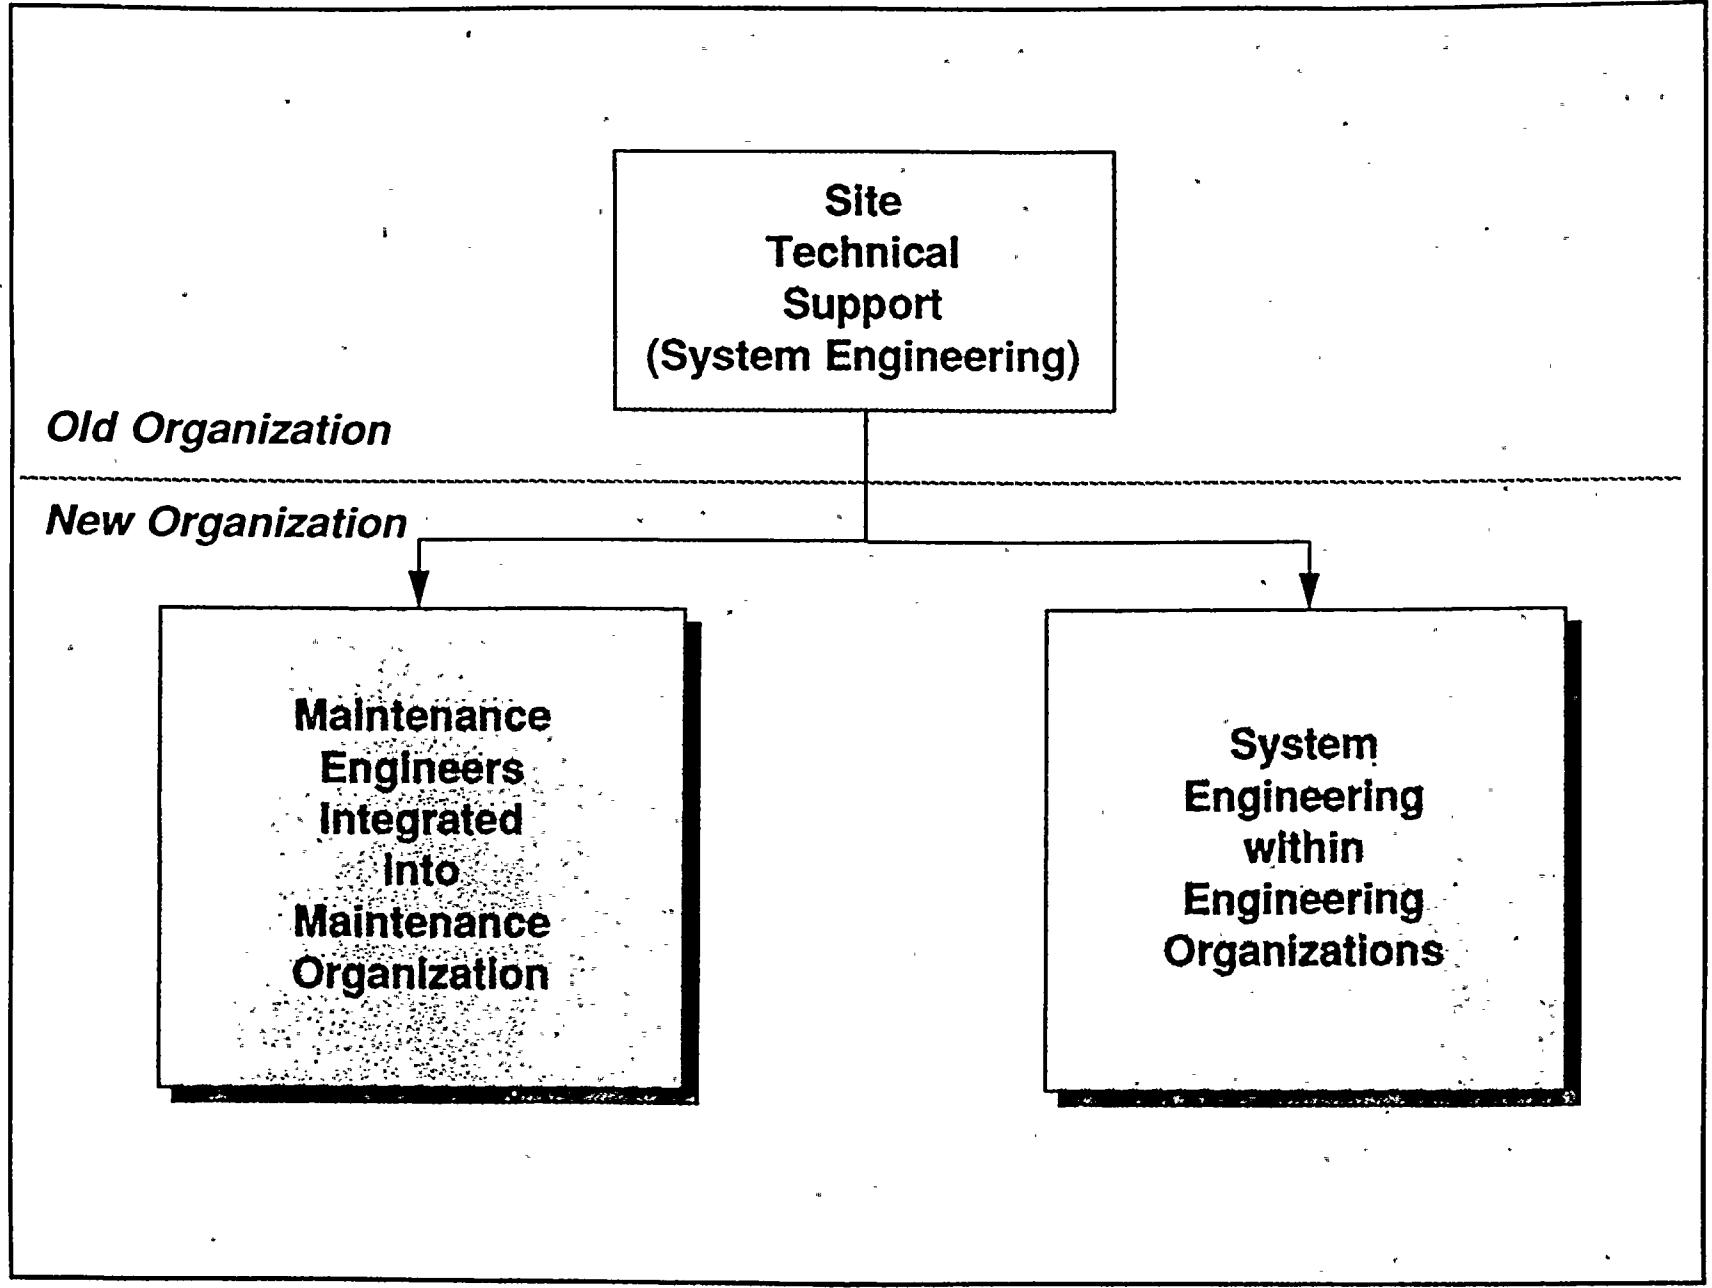 Site
Technical
Support
(System Engineering)
Old Organization
New Organization
Maintenance
Engineers
Integrated
into
Maintenance
Organization
System
Engineering
within
Engineering
Organizations